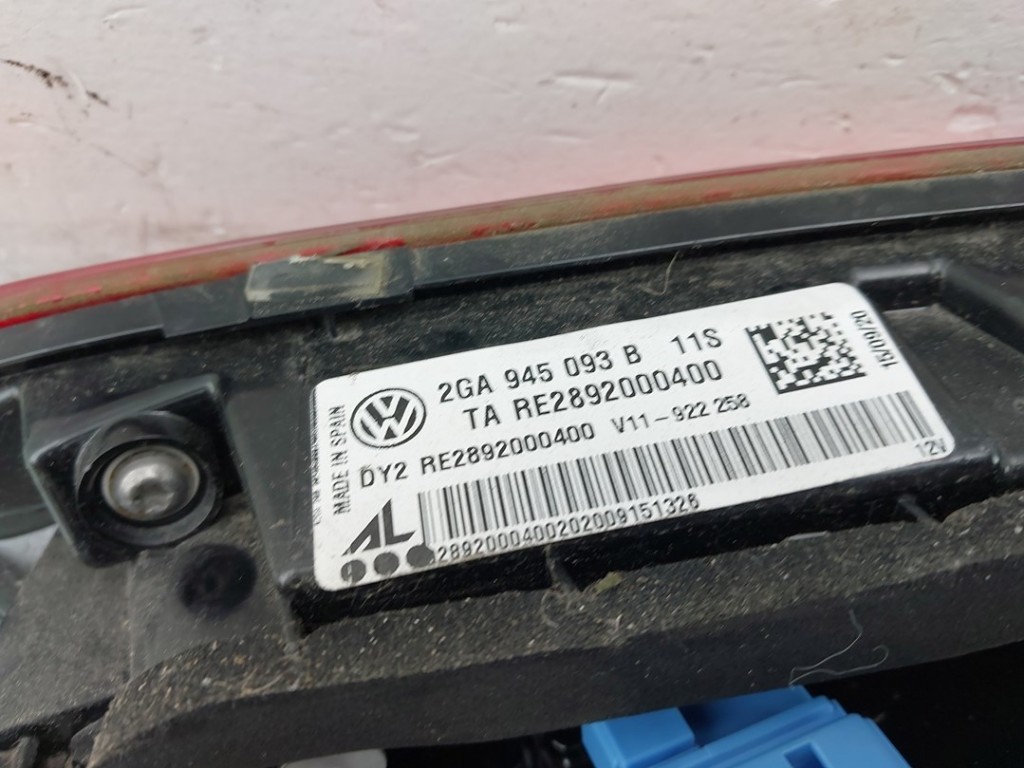 2GA 945 093 B 11S
TA RE2892000400
DY2 RE2892000400 V11-922 258
2892000400202009151326
MADE IN SPAIN
AL
15/09/20
12V